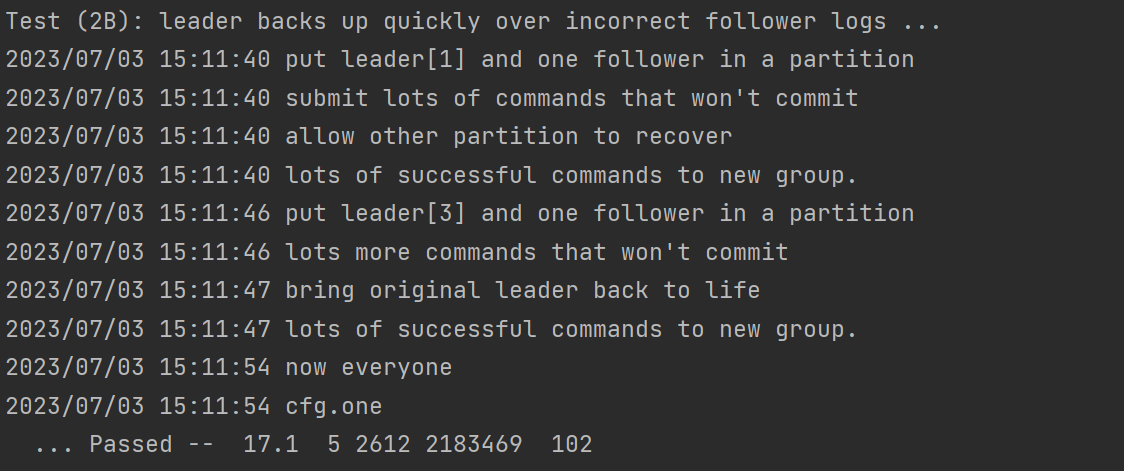 Test (2B): leader backs up quickly over incorrect follower logs ...
2023/07/03 15:11:40 put leader[1] and one follower in a partition
2023/07/03 15:11:40 submit lots of commands that won't commit
2023/07/03 15:11:40 allow other partition to recover
2023/07/03 15:11:40 lots of successful commands to new group.
2023/07/03 15:11:46 put leader[3] and one follower in a partition
2023/07/03 15:11:46 lots more commands that won't commit
2023/07/03 15:11:47 bring original leader back to life
2023/07/03 15:11:47 lots of successful commands to new group.
2023/07/03 15:11:54 now everyone
2023/07/03 15:11:54 cfg.one
  ... Passed --  17.1  5 2612 2183469  102